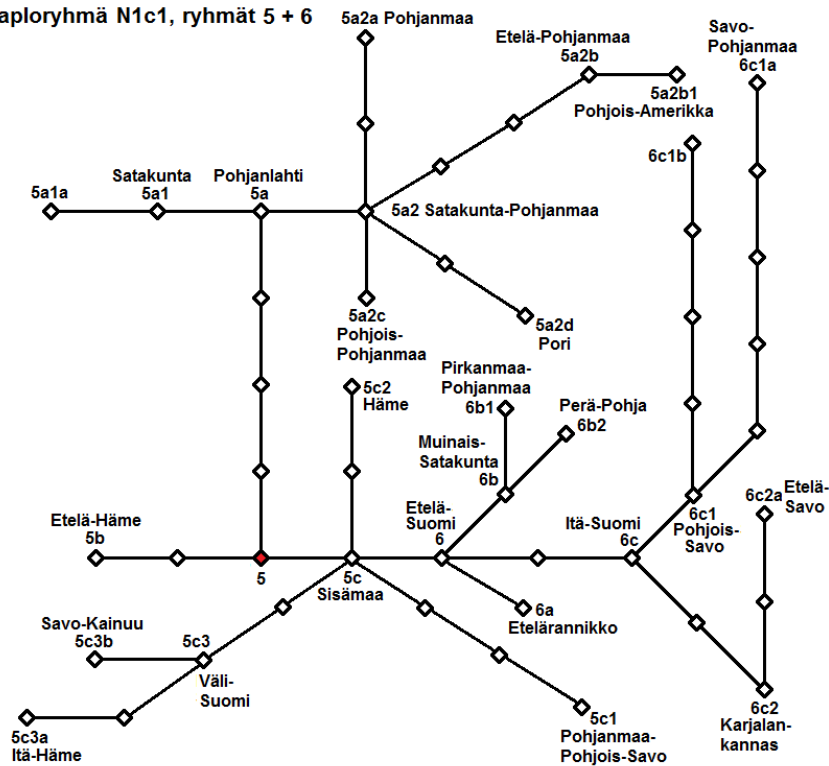 aploryhmä N1c1, ryhmät 5 + 6
5a2a Pohjanmaa
Etelä-Pohjanmaa
5a2b
5a2b1
Pohjois-Amerikka
Savo-
Pohjanmaa
6c1a
6c1b
5a1a
Satakunta
5a1
Pohjanlahti
5a
5a2 Satakunta-Pohjanmaa
5a2c
Pohjois-
Pohjanmaa
5a2d
Pori
5c2
Häme
Pirkanmaa-
Pohjanmaa
6b1
Perä-Pohja
6b2
Muinais-
Satakunta
6b
Etelä-
Suomi
6
Itä-Suomi
6c
6c1
Pohjois-
Savo
6c2a Etelä-
Savo
Etelä-Häme
5b
5
5c
Sisämaa
6a
Etelärannikko
Savo-Kainuu
5c3b
5c3
Väli-
Suomi
5c3a
Itä-Häme
5c1
Pohjanmaa-
Pohjois-Savo
6c2
Karjalan-
kannas